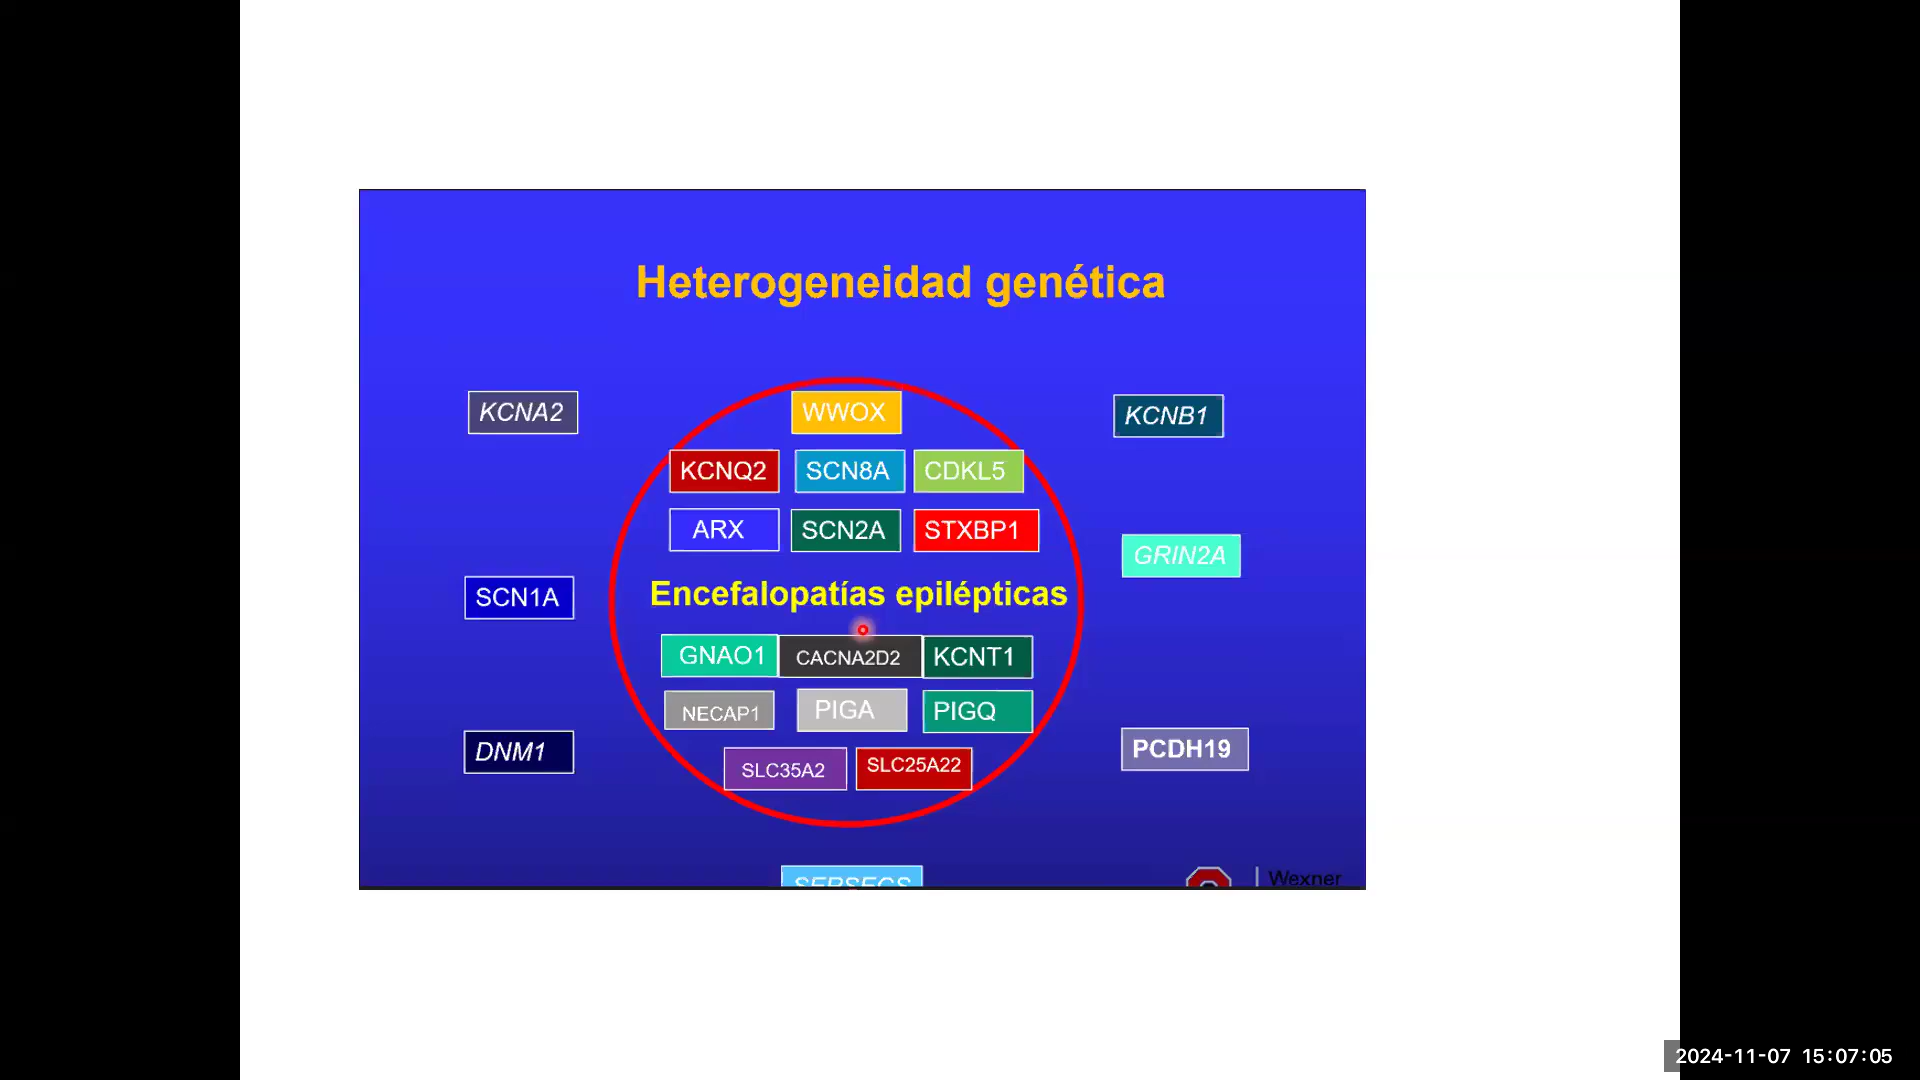 Heterogeneidad genética
KCNA2
WWOX
KCNB1
KCNQ2
SCN8A
CDKL5
ARX
SCN2A
STXBP1
GRIN2A
SCN1A
Encefalopatías epilépticas
GNAO1
CACNA2D2
KCNT1
NECAP1
PIGA
PIGQ
DNM1
PCDH19
SLC35A2
SLC25A22
Wexner
2024-11-07 15:07:05